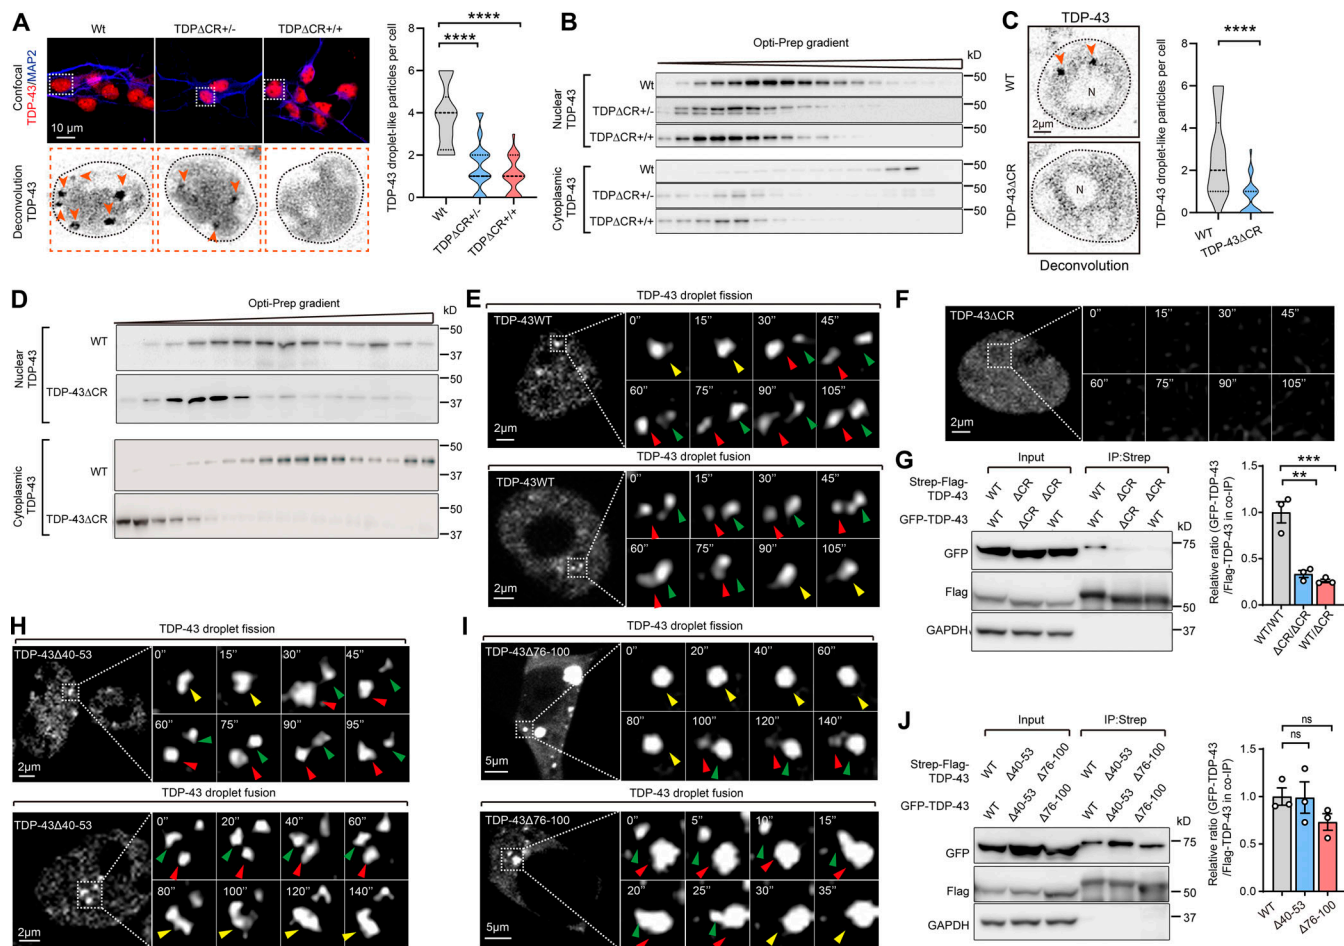 A
Wt
TDPΔCR+/-
TDPΔCR+/+
Confocal
TDP-43/MAP2
10 μm
Deconvolution
TDP-43
TDP-43 droplet-like particles per cell
8
6
4
2
0
****
****
Wt
TDPΔCR+/-
TDPΔCR+/+
B
Opti-Prep gradient
kD
Nuclear
TDP-43
Wt
50
TDPΔCR+/-
50
TDPΔCR+/+
50
Cytoplasmic
TDP-43
Wt
50
TDPΔCR+/-
50
TDPΔCR+/+
50
C
TDP-43
WT
N
2μm
TDP-43ΔCR
N
Deconvolution
TDP-43 droplet-like particles per cell
8
6
4
2
0
****
WT
TDP-43ΔCR
D
Opti-Prep gradient
kD
Nuclear
TDP-43
WT
50
37
TDP-43ΔCR
50
37
Cytoplasmic
TDP-43
WT
50
37
TDP-43ΔCR
50
37
E
TDP-43 droplet fission
TDP-43WT
2μm
0’’ 15’’ 30’’ 45’’
60’’ 75’’ 90’’ 105’’
TDP-43 droplet fusion
TDP-43WT
2μm
0’’ 15’’ 30’’ 45’’
60’’ 75’’ 90’’ 105’’
F
TDP-43ΔCR
2μm
0’’ 15’’ 30’’ 45’’
60’’ 75’’ 90’’ 105’’
G
Input
IP:Strep
Strep-Flag-
TDP-43
WT ΔCR ΔCR WT ΔCR ΔCR
GFP-TDP-43
WT ΔCR WT WT ΔCR WT
kD
GFP
75
Flag
50
GAPDH
37
Relative ratio (GFP-TDP-43
/Flag-TDP-43 in co-IP)
1.5
1.0
0.5
0.0
***
**
WT/WT
ΔCR/ΔCR
WT/ΔCR
H
TDP-43 droplet fission
TDP-43Δ40-53
2μm
0’’ 15’’ 30’’ 45’’
60’’ 75’’ 90’’ 95’’
TDP-43 droplet fusion
TDP-43Δ40-53
2μm
0’’ 20’’ 40’’ 60’’
80’’ 100’’ 120’’ 140’’
I
TDP-43 droplet fission
TDP-43Δ76-100
5μm
0’’ 20’’ 40’’ 60’’
80’’ 100’’ 120’’ 140’’
TDP-43 droplet fusion
TDP-43Δ76-100
5μm
0’’ 5’’ 10’’ 15’’
20’’ 25’’ 30’’ 35’’
J
Input
IP:Strep
Strep-Flag-
TDP-43
WT Δ40-53 Δ76-100 WT Δ40-53 Δ76-100
GFP-TDP-43
WT Δ40-53 Δ76-100 WT Δ40-53 Δ76-100
kD
GFP
75
Flag
50
GAPDH
37
Relative ratio (GFP-TDP-43
/Flag-TDP-43 in co-IP)
1.5
1.0
0.5
0.0
ns
ns
WT
Δ40-53
Δ76-100